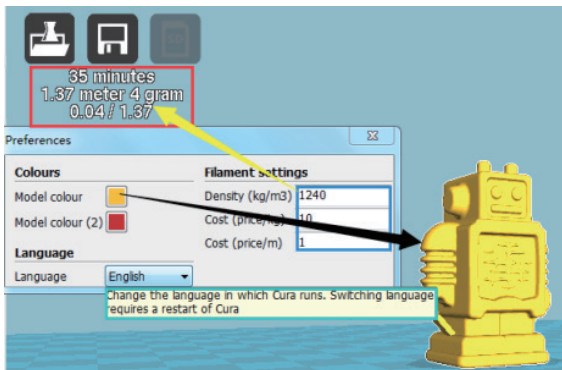 SD
35 minutes
1.37 meter 4 gram
0.04 / 1.37
Preferences
Colours
Filament settings
Model colour
Density (kg/m3) 1240
Model colour (2)
Cost (price/kg) 10
Cost (price/m) 1
Language
Language English
Change the language in which Cura runs. Switching language
requires a restart of Cura